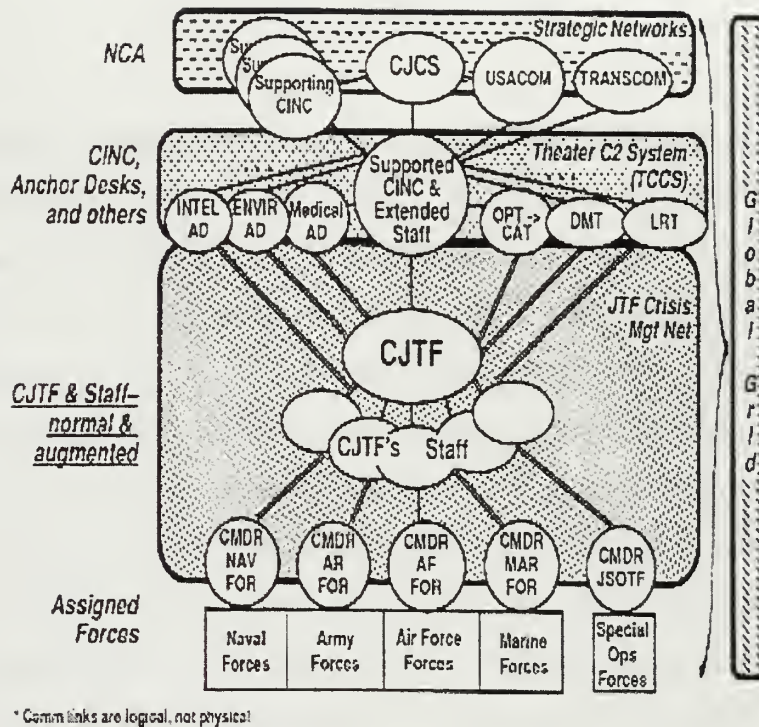 Strategic Networks
NCA
Su
Su
Supporting
CINC
CJCS
USACOM
TRANSCOM
CINC,
Anchor Desks,
and others
Theater C2 System
(TCCS)
Supported
CINC &
Extended
Staff
INTEL
AD
ENVIR
AD
Medical
AD
OPT ->
CAT
DMT
LRT
JTF Crisis
Mgt Net
CJTF
CJTF & Staff–
normal &
augmented
CJTF's Staff
CMDR
NAV
FOR
CMDR
AR
FOR
CMDR
AF
FOR
CMDR
MAR
FOR
CMDR
JSOTF
Assigned
Forces
Naval
Forces
Army
Forces
Air Force
Forces
Marine
Forces
Special
Ops
Forces
Global Grid
* Comm links are logical, not physical